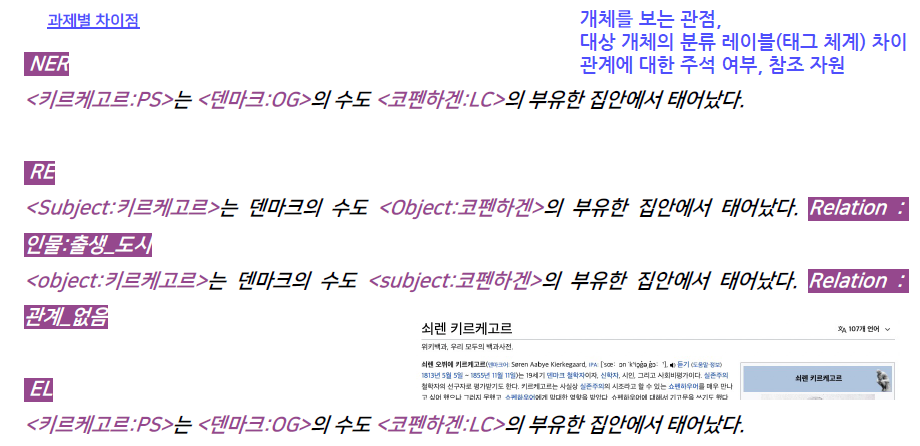 과제별 차이점
개체를 보는 관점,
대상 개체의 분류 레이블(태그 체계) 차이
관계에 대한 주석 여부, 참조 자원
NER
<키르케고르:PS>는 <덴마크:OG>의 수도 <코펜하겐:LC>의 부유한 집안에서 태어났다.
RE
<Subject:키르케고르>는 덴마크의 수도 <Object:코펜하겐>의 부유한 집안에서 태어났다. Relation :
인물:출생_도시
<object:키르케고르>는 덴마크의 수도 <subject:코펜하겐>의 부유한 집안에서 태어났다. Relation :
관계_없음
쇠렌 키르케고르
107개 언어
위키백과, 우리 모두의 백과사전.
쇠렌 오뷔에 키르케고르(덴마크어: Søren Aabye Kierkegaard, IPA:
듣기 (도움말·정보)
1813년 5월 5일 ~ 1855년 11월 11일)는 19세기 덴마크 철학자이자, 신학자, 시인, 그리고 사회비평가이다. 실존주의
철학자의 선구자로 평가받기도 한다. 키르케고르는 사실상 실존주의의 시조라고 할 수 있는 쇼펜하우어를 매우 만나
쇠렌 키르케고르
EL
<키르케고르:PS>는 <덴마크:OG>의 수도 <코펜하겐:LC>의 부유한 집안에서 태어났다.